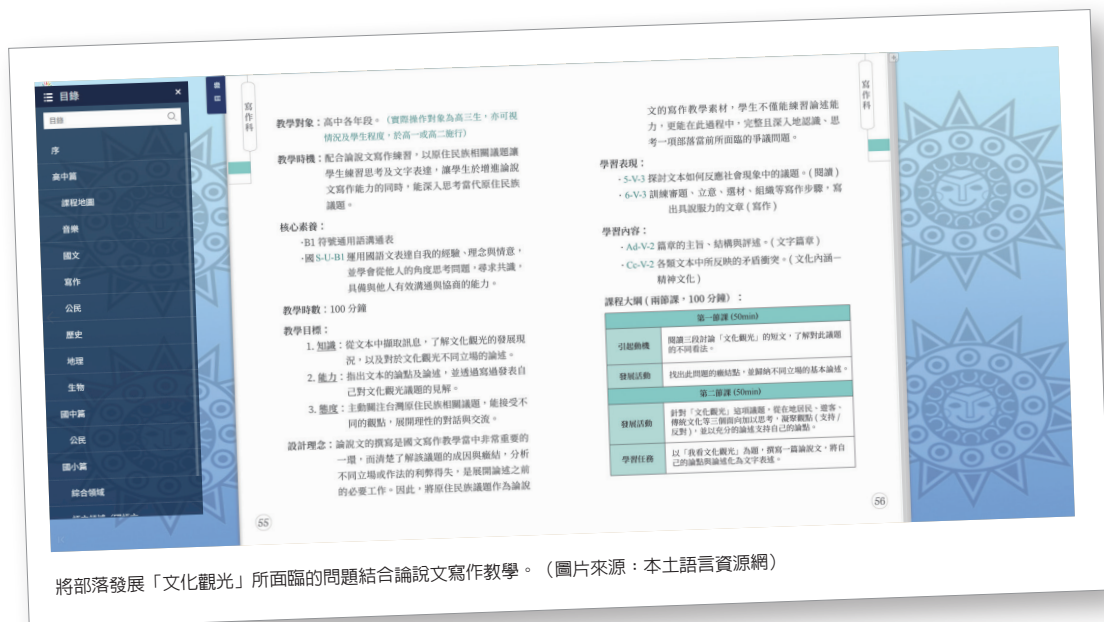 目錄
×
目錄
序
高中篇
課程地圖
音樂
國文
寫作
公民
歷史
地理
生物
國中篇
公民
國小篇
綜合領域
寫作科
教學對象：高中各年段。（實際操作對象為高三生，亦可視
情況及學生程度，於高一或高二施行）
教學時機：配合論說文寫作練習，以原住民族相關議題讓
學生練習思考及文字表達，讓學生於增進論說
文寫作能力的同時，能深入思考當代原住民族
議題。
核心素養：
·B1 符號通用語溝通表
·國 S-U-B1 運用國語文表達自我的經驗、理念與情意，
並學會從他人的角度思考問題，尋求共識，
具備與他人有效溝通與協商的能力。
教學時數：100 分鐘
教學目標：
1. 知識：從文本中擷取訊息，了解文化觀光的發展現
況，以及對於文化觀光不同立場的論述。
2. 能力：指出文本的論點及論述，並透過寫過發表自
己對文化觀光議題的見解。
3. 態度：主動關注台灣原住民族相關議題，能接受不
同的觀點，展開理性的對話與交流。
設計理念：論說文的撰寫是國文寫作教學當中非常重要的
一環，而清楚了解該議題的成因與癥結，分析
不同立場或作法的利弊得失，是展開論述之前
的必要工作。因此，將原住民族議題作為論說
55
寫作科
文的寫作教學素材，學生不僅能練習論述能
力，更能在此過程中，完整且深入地認識、思
考一項部落當前所面臨的爭議問題。
學習表現：
·5-V-3 探討文本如何反應社會現象中的議題。( 閱讀 )
·6-V-3 訓練審題、立意、選材、組織等寫作步驟，寫
出具說服力的文章 ( 寫作 )
學習內容：
·Ad-V-2 篇章的主旨、結構與評述。( 文字篇章 )
·Cc-V-2 各類文本中所反映的矛盾衝突。( 文化內涵－
精神文化 )
課程大綱 ( 兩節課，100 分鐘 ) ：
第一節課 (50min)
引起動機
閱讀三段討論「文化觀光」的短文，了解對此議題
的不同看法。
發展活動
找出此問題的癥結點，並歸納不同立場的基本論述。
第二節課 (50min)
發展活動
針對「文化觀光」這項議題，從在地居民、遊客、
傳統文化等三個面向加以思考，凝聚觀點 ( 支持 /
反對 )，並以充分的論述支持自己的論點。
學習任務
以「我看文化觀光」為題，撰寫一篇論說文，將自
己的論點與論述化為文字表述。
56
將部落發展「文化觀光」所面臨的問題結合論說文寫作教學。（圖片來源：本土語言資源網）